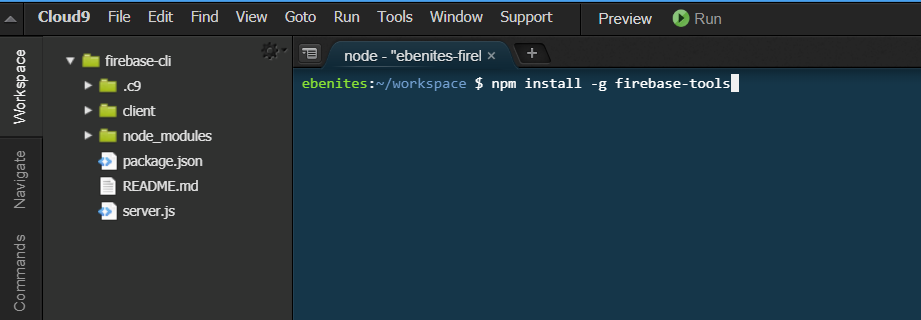 Cloud9 File Edit Find View Goto Run Tools Window Support Preview Run
Workspace
Navigate
Commands
firebase-cli
.c9
client
node_modules
package.json
README.md
server.js
node - "ebenites-firel
ebenites:~/workspace $ npm install -g firebase-tools